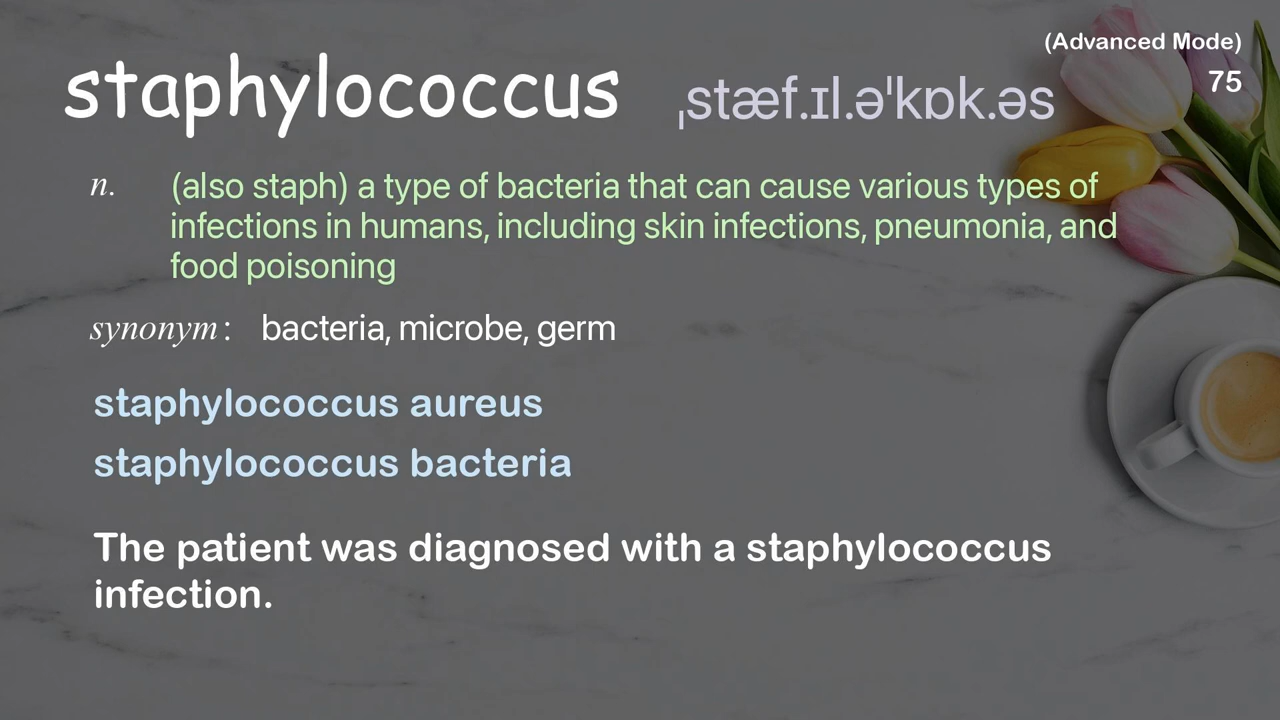 (Advanced Mode)
staphylococcus ˌstæf.ɪl.əˈkɒk.əs 75
n. (also staph) a type of bacteria that can cause various types of
infections in humans, including skin infections, pneumonia, and
food poisoning
synonym: bacteria, microbe, germ
staphylococcus aureus
staphylococcus bacteria
The patient was diagnosed with a staphylococcus
infection.